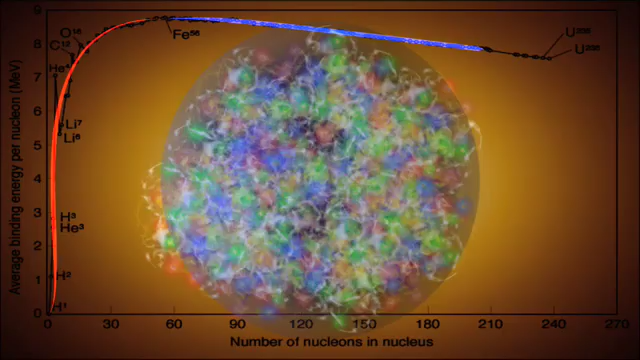 Average binding energy per nucleon (MeV)
9
8
7
6
5
4
3
2
1
0
O¹⁶
C¹²
He⁴
Li⁷
Li⁶
H³
He³
H²
H¹
Fe⁵⁶
U²³⁵
U²³⁸
0 30 60 90 120 150 180 210 240 270
Number of nucleons in nucleus